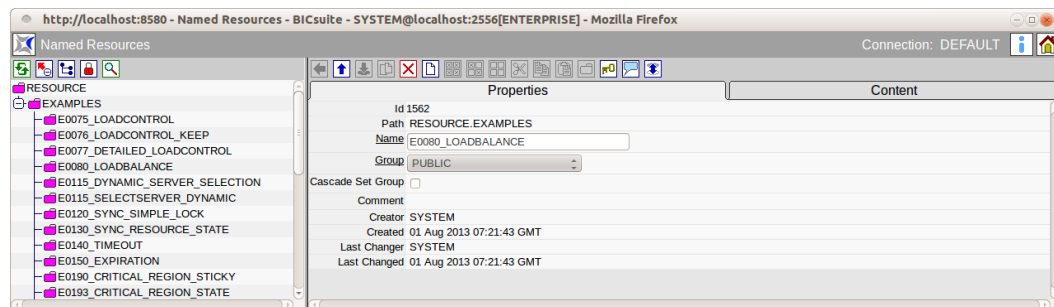 http://localhost:8580 - Named Resources - BICsuite - SYSTEM@localhost:2556[ENTERPRISE] - Mozilla Firefox
Named Resources
Connection: DEFAULT
RESOURCE
EXAMPLES
E0075_LOADCONTROL
E0076_LOADCONTROL_KEEP
E0077_DETAILED_LOADCONTROL
E0080_LOADBALANCE
E0115_DYNAMIC_SERVER_SELECTION
E0115_SELECTSERVER_DYNAMIC
E0120_SYNC_SIMPLE_LOCK
E0130_SYNC_RESOURCE_STATE
E0140_TIMEOUT
E0150_EXPIRATION
E0190_CRITICAL_REGION_STICKY
E0193_CRITICAL_REGION_STATE
Properties
Content
Id 1562
Path RESOURCE.EXAMPLES
Name E0080_LOADBALANCE
Group PUBLIC
Cascade Set Group
Comment
Creator SYSTEM
Created 01 Aug 2013 07:21:43 GMT
Last Changer SYSTEM
Last Changed 01 Aug 2013 07:21:43 GMT